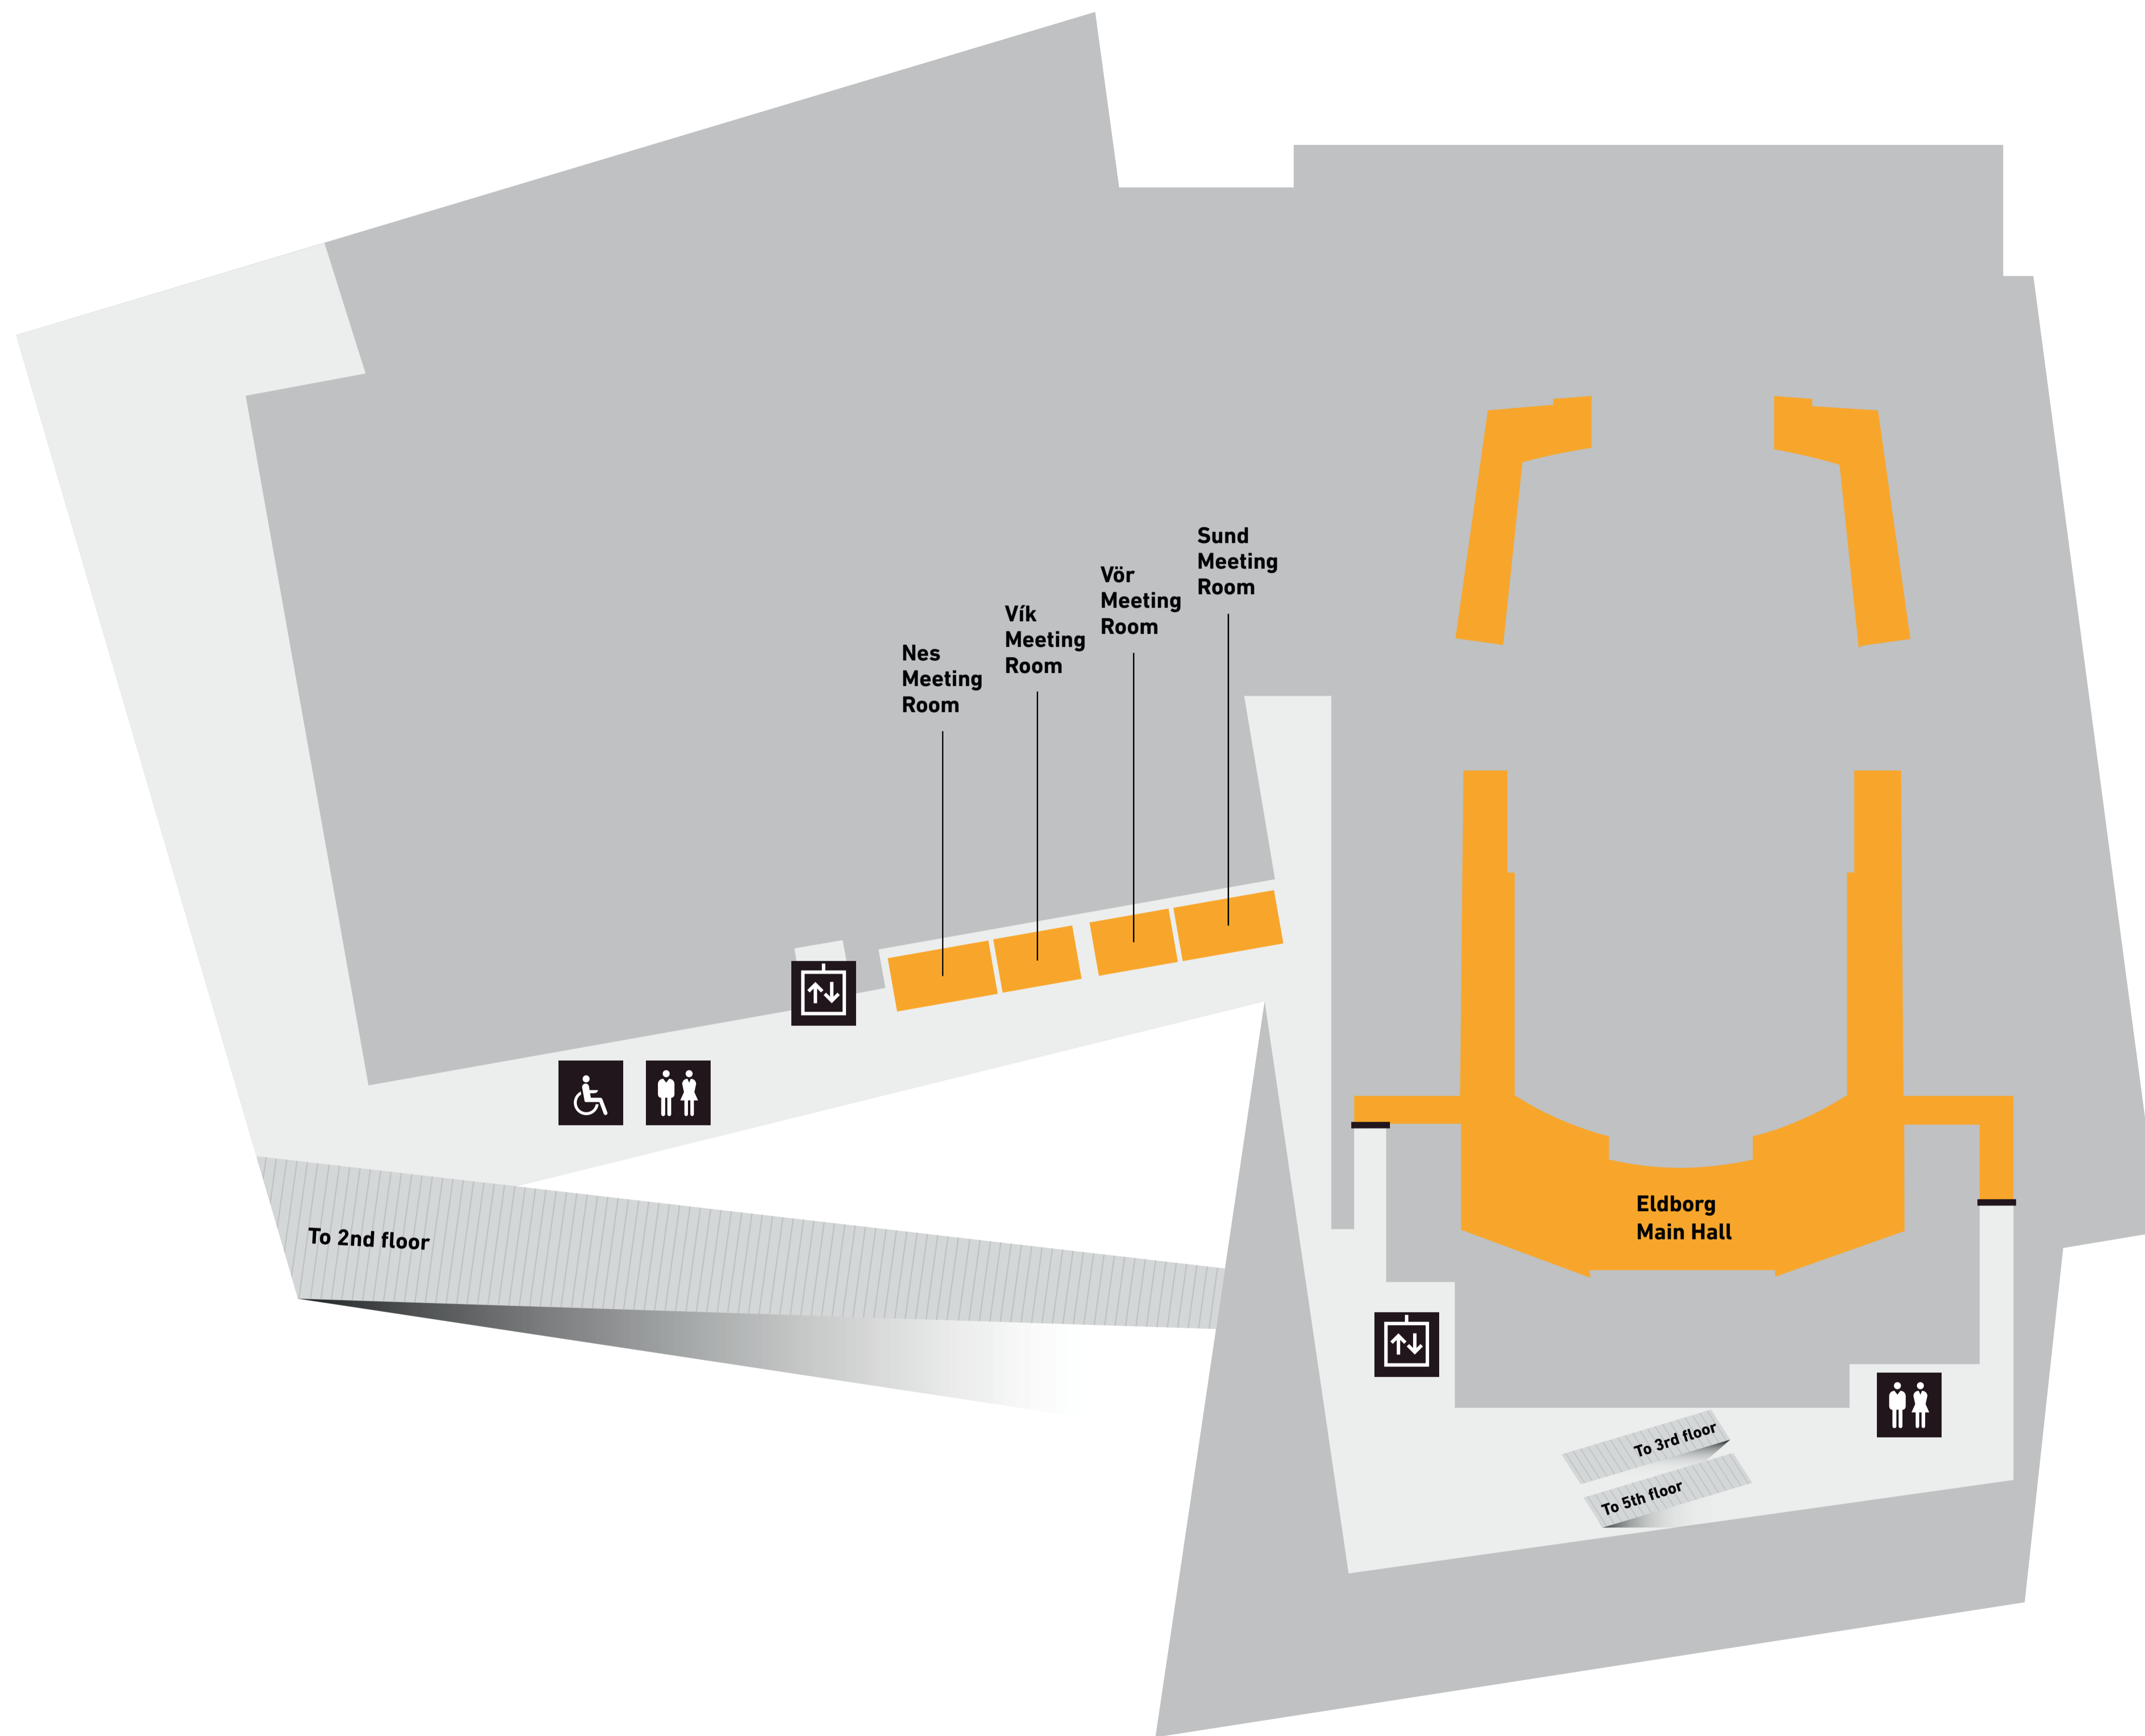 Sund
Meeting
Room
Vör
Meeting
Room
Vík
Meeting
Room
Nes
Meeting
Room
Eldborg
Main Hall
To 2nd floor
To 3rd floor
To 5th floor